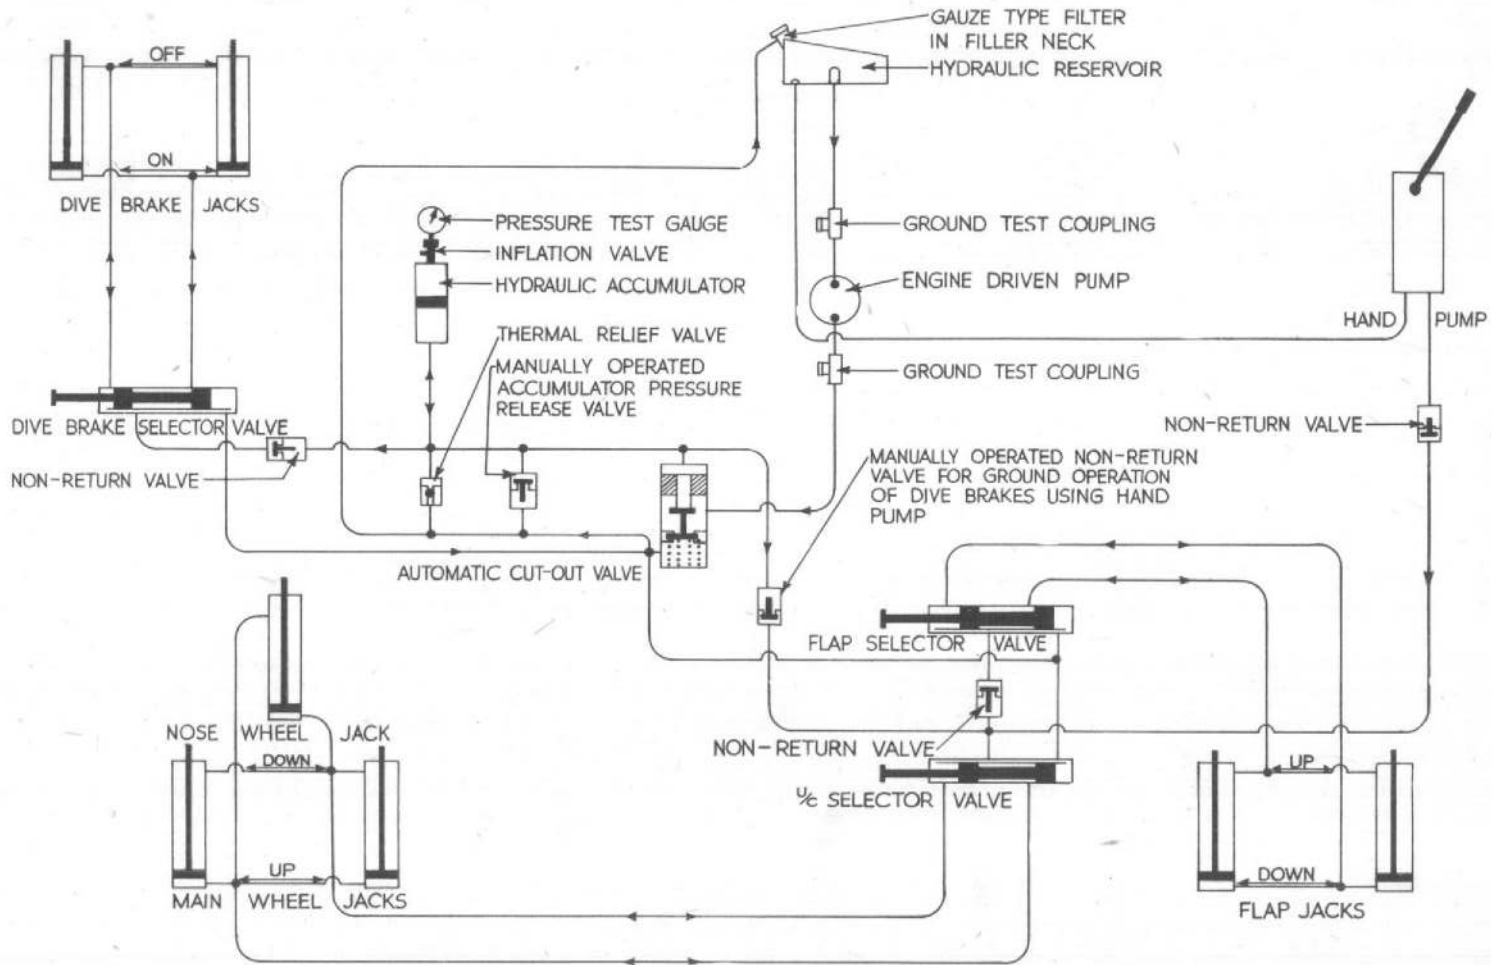 GAUZE TYPE FILTER
IN FILLER NECK
HYDRAULIC RESERVOIR
OFF
ON
DIVE BRAKE JACKS
PRESSURE TEST GAUGE
INFLATION VALVE
HYDRAULIC ACCUMULATOR
GROUND TEST COUPLING
ENGINE DRIVEN PUMP
HAND PUMP
THERMAL RELIEF VALVE
MANUALLY OPERATED
ACCUMULATOR PRESSURE
RELEASE VALVE
GROUND TEST COUPLING
DIVE BRAKE SELECTOR VALVE
NON-RETURN VALVE
NON-RETURN VALVE
MANUALLY OPERATED NON-RETURN
VALVE FOR GROUND OPERATION
OF DIVE BRAKES USING HAND
PUMP
AUTOMATIC CUT-OUT VALVE
FLAP SELECTOR VALVE
NOSE WHEEL JACK
NON-RETURN VALVE
DOWN
UP
U/C SELECTOR VALVE
UP
MAIN WHEEL JACKS
DOWN
FLAP JACKS